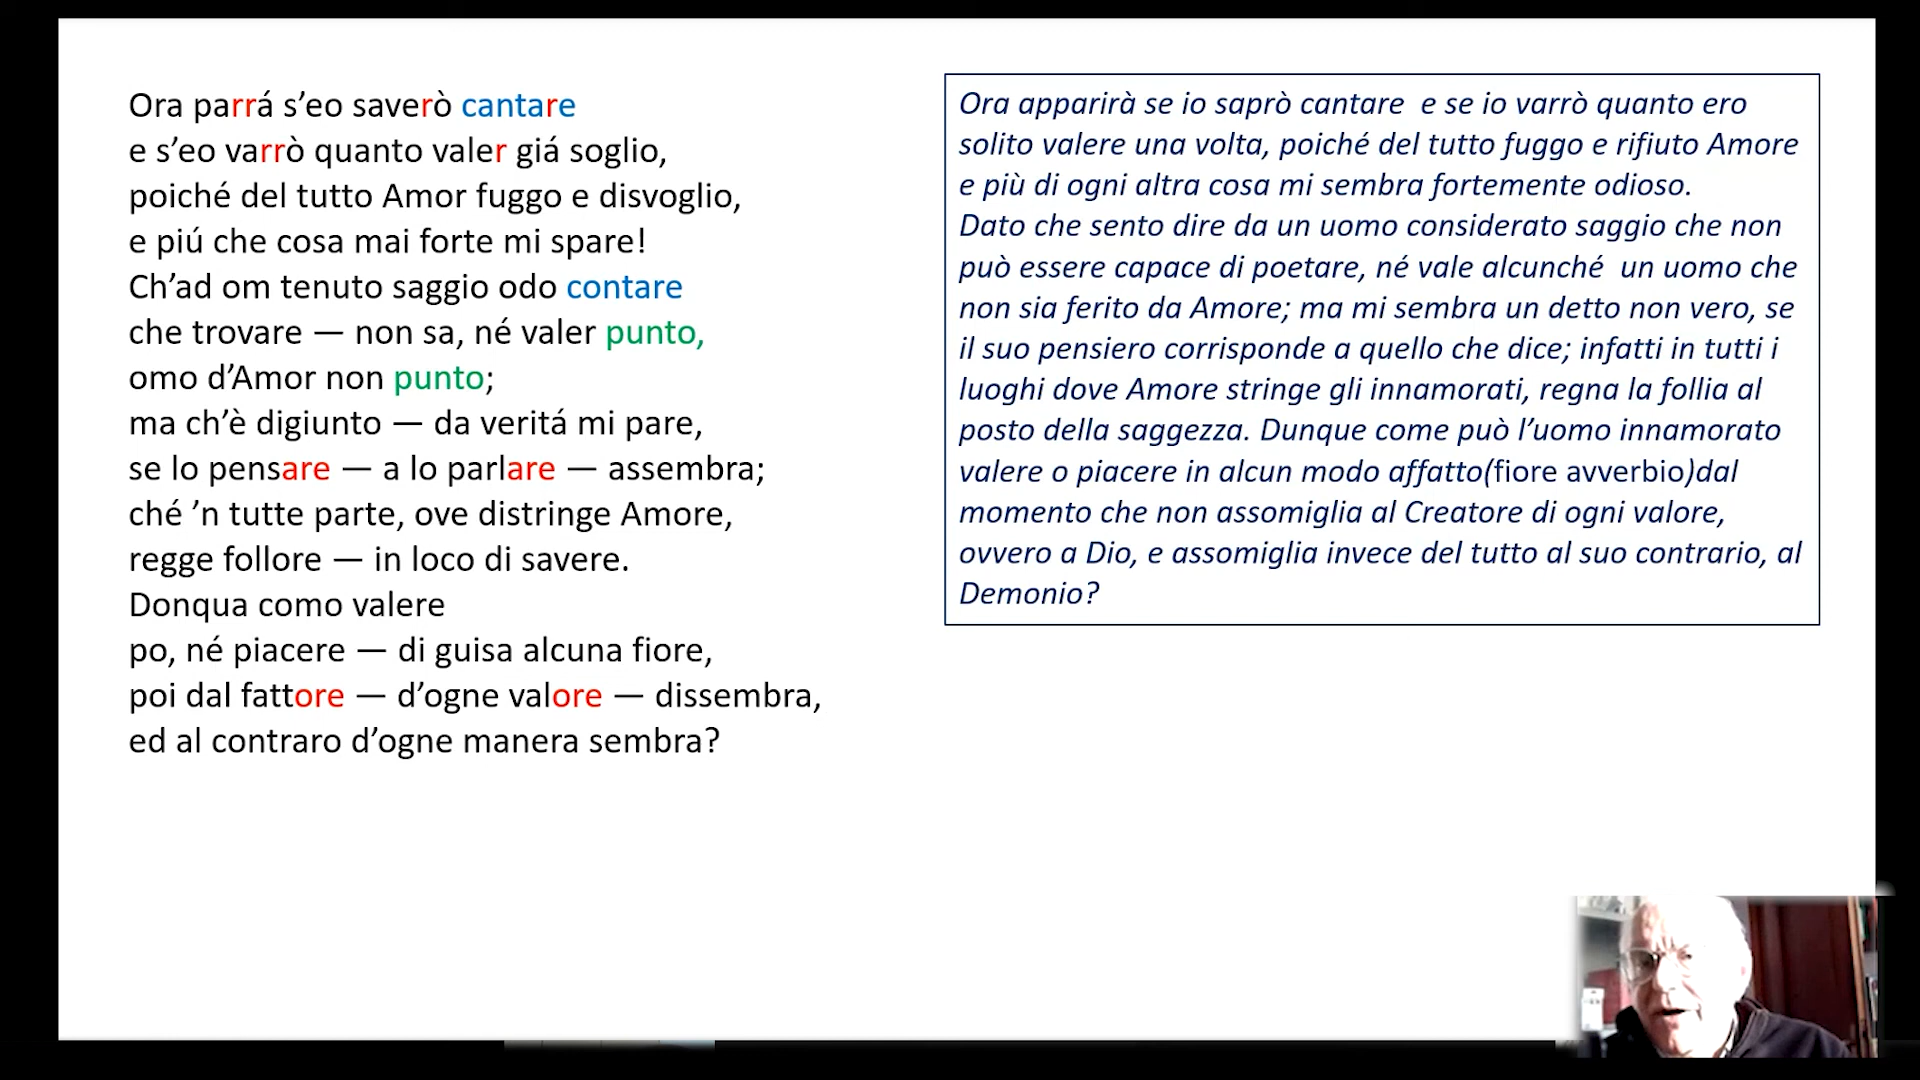 Ora parrá s’eo saverò cantare
e s’eo varrò quanto valer giá soglio,
poiché del tutto Amor fuggo e disvoglio,
e piú che cosa mai forte mi spare!
Ch’ad om tenuto saggio odo contare
che trovare — non sa, né valer punto,
omo d’Amor non punto;
ma ch’è digiunto — da veritá mi pare,
se lo pensare — a lo parlare — assembra;
ché ’n tutte parte, ove distringe Amore,
regge follore — in loco di savere.
Donqua como valere
po, né piacere — di guisa alcuna fiore,
poi dal fattore — d’ogne valore — dissembra,
ed al contraro d’ogne manera sembra?
Ora apparirà se io saprò cantare e se io varrò quanto ero
solito valere una volta, poiché del tutto fuggo e rifiuto Amore
e più di ogni altra cosa mi sembra fortemente odioso.
Dato che sento dire da un uomo considerato saggio che non
può essere capace di poetare, né vale alcunché un uomo che
non sia ferito da Amore; ma mi sembra un detto non vero, se
il suo pensiero corrisponde a quello che dice; infatti in tutti i
luoghi dove Amore stringe gli innamorati, regna la follia al
posto della saggezza. Dunque come può l’uomo innamorato
valere o piacere in alcun modo affatto(fiore avverbio)dal
momento che non assomiglia al Creatore di ogni valore,
ovvero a Dio, e assomiglia invece del tutto al suo contrario, al
Demonio?